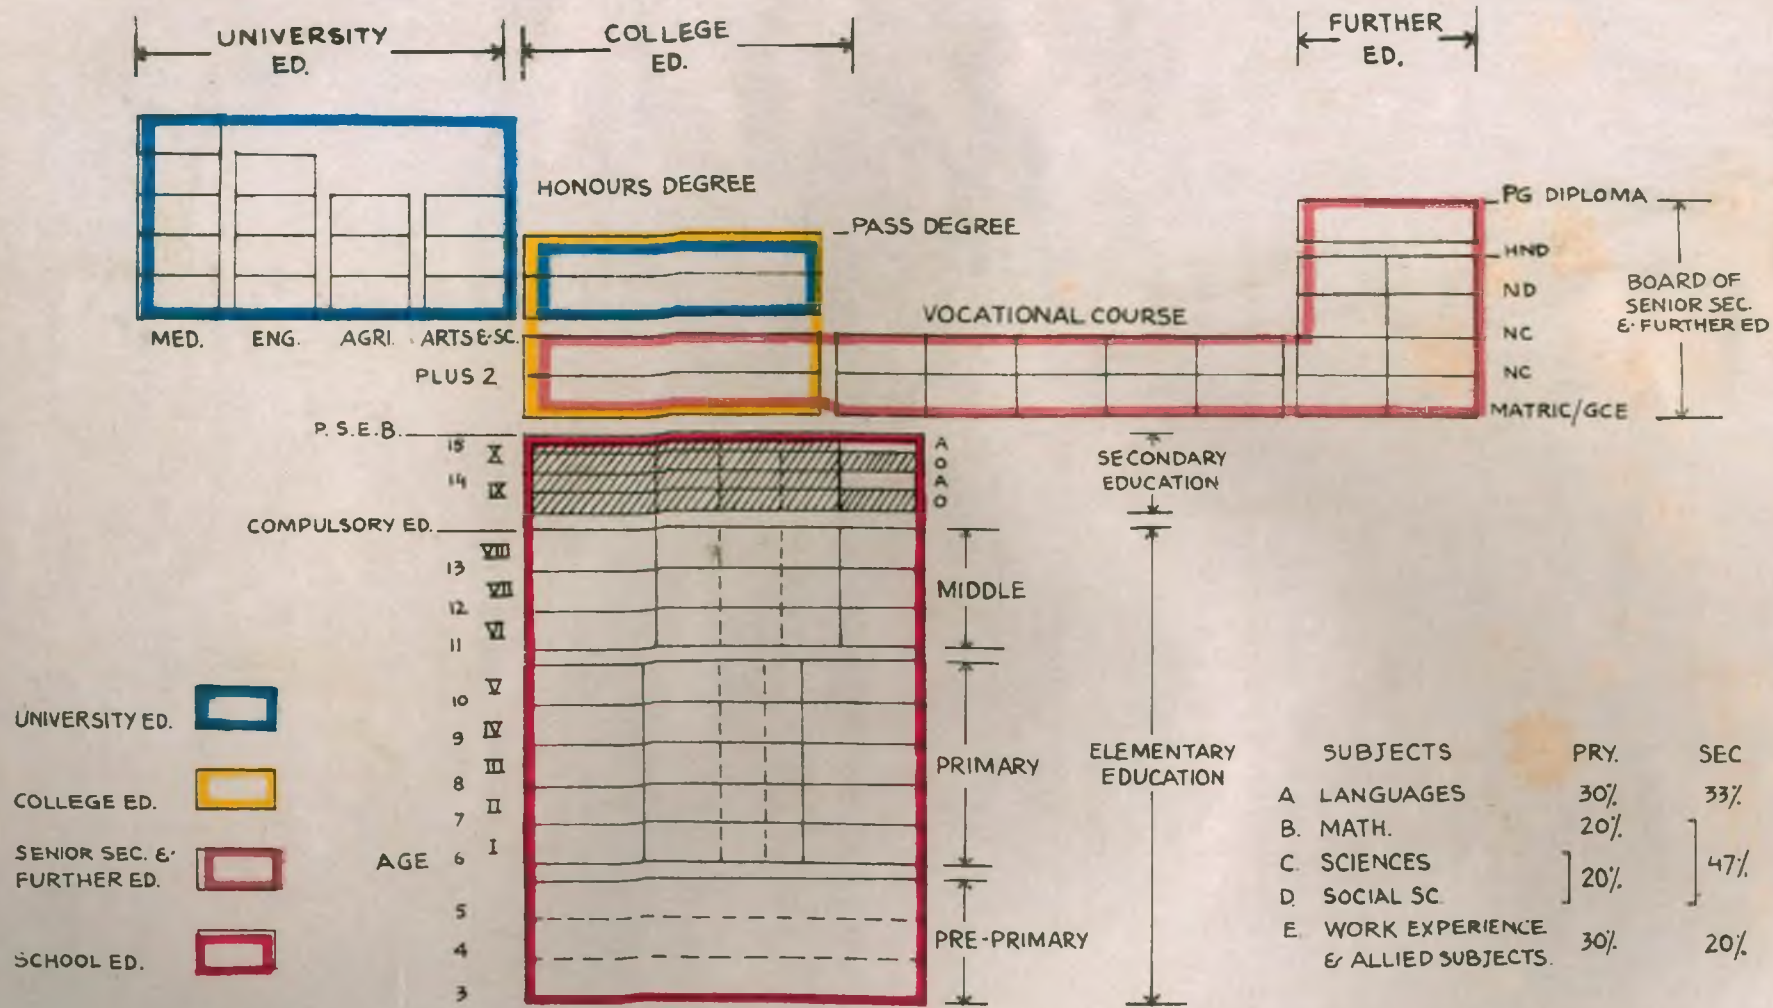 UNIVERSITY
ED.
COLLEGE
ED.
FURTHER
ED.
HONOURS DEGREE
PASS DEGREE
PG DIPLOMA
HND
ND
NC
NC
MATRIC/GCE
BOARD OF
SENIOR SEC.
& FURTHER ED
VOCATIONAL COURSE
MED. ENG. AGRI. ARTS & SC.
PLUS 2
P.S.E.B.
15
X
14
IX
A
O
A
O
SECONDARY
EDUCATION
COMPULSORY ED.
VIII
13
VII
12
VI
11
MIDDLE
V
10
IV
9
III
8
II
7
I
AGE 6
PRIMARY
ELEMENTARY
EDUCATION
5
4
3
PRE-PRIMARY
UNIVERSITY ED.
COLLEGE ED.
SENIOR SEC. &
FURTHER ED.
SCHOOL ED.
SUBJECTS PRY. SEC
A LANGUAGES 30% 33%
B. MATH. 20%
C. SCIENCES
D. SOCIAL SC.
20%
47%
E. WORK EXPERIENCE
& ALLIED SUBJECTS. 30% 20%